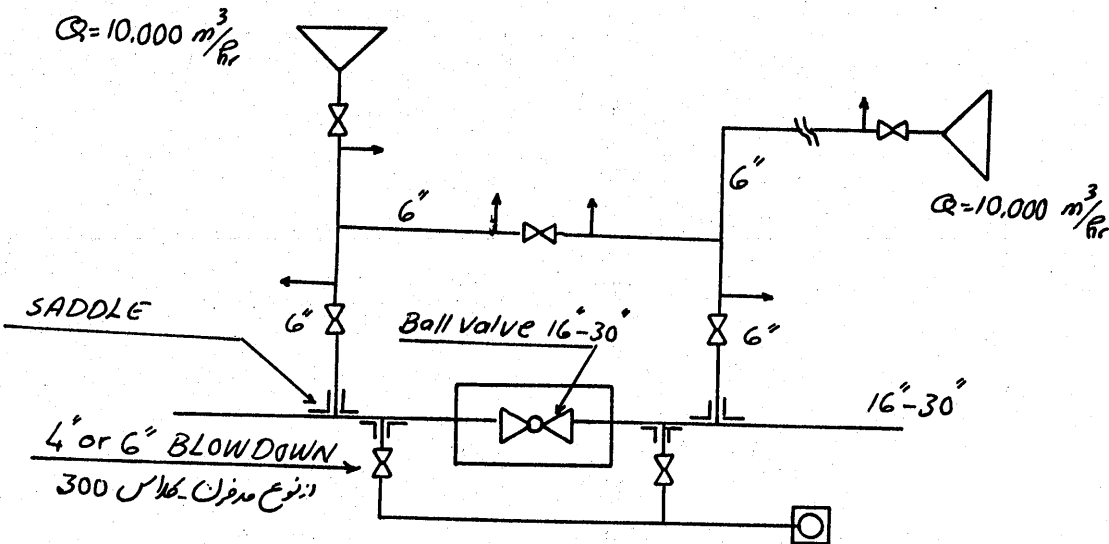 Q=10.000 m³/hr
6"
6"
Q=10.000 m³/hr
SADDLE
6"
Ball valve 16"-30"
6"
16"-30"
4" or 6" BLOWDOWN
از نوع مدفون کلاس 300